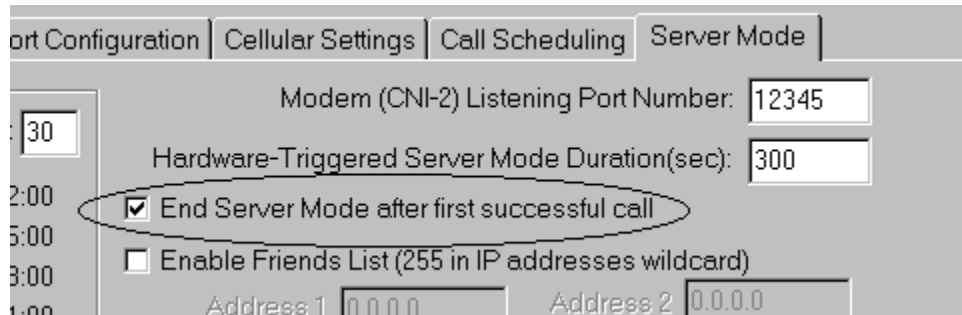 ort Configuration Cellular Settings Call Scheduling Server Mode
Modem (CNI-2) Listening Port Number: 12345
: 30
Hardware-Triggered Server Mode Duration(sec): 300
2:00
End Server Mode after first successful call
5:00
Enable Friends List (255 in IP addresses wildcard)
3:00
Address 1 0.0.0.0 Address 2 0.0.0.0
1:00